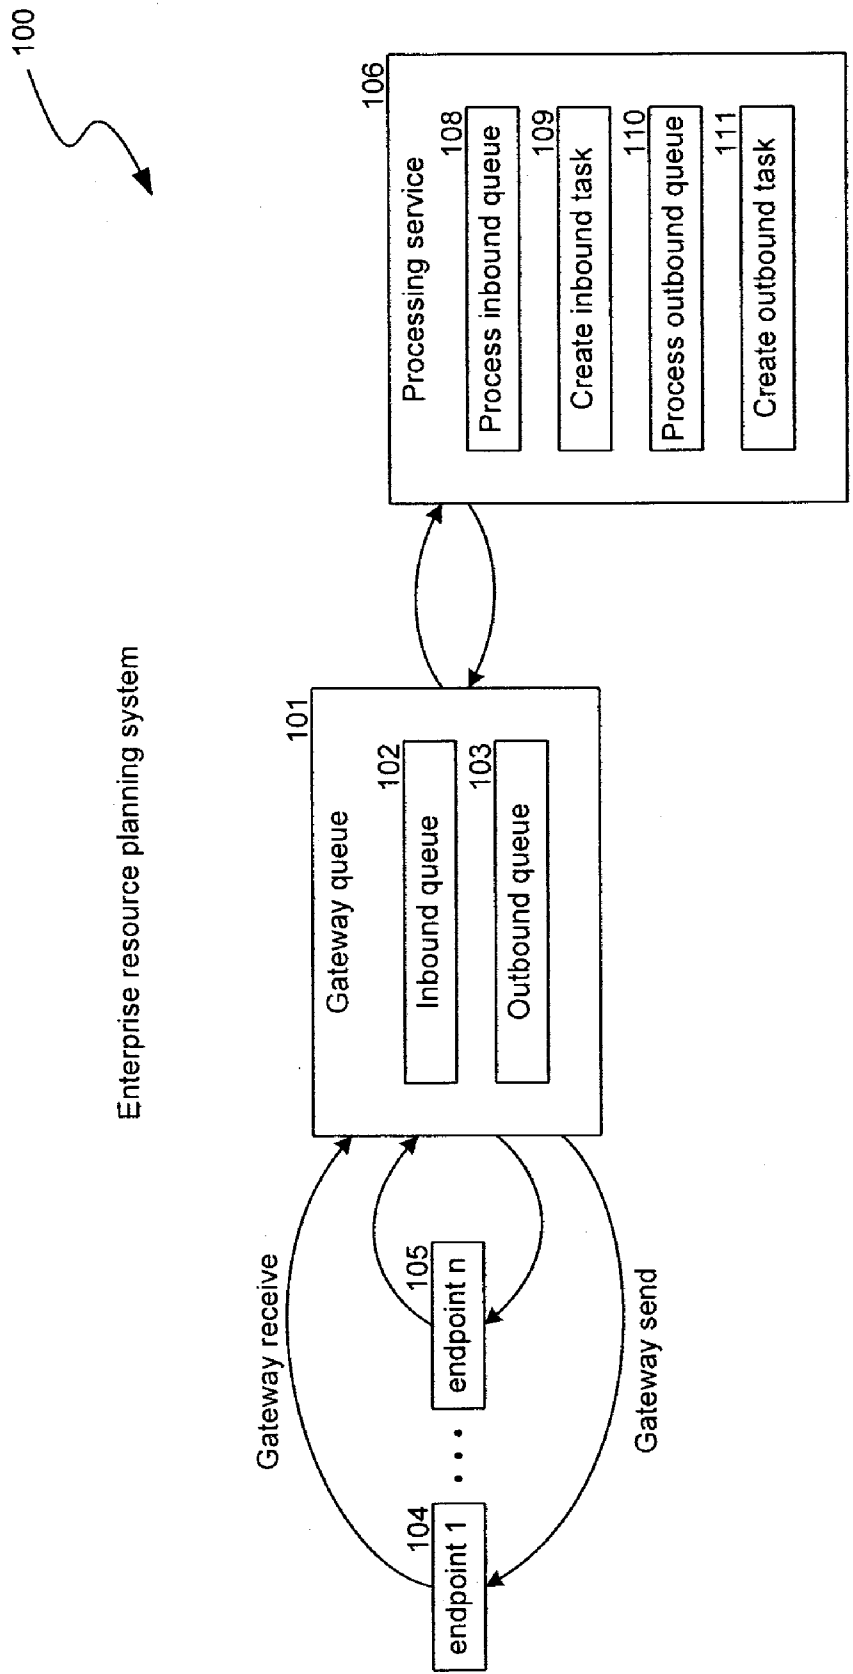 100
Enterprise resource planning system
Gateway receive
104
endpoint 1
. . .
105
endpoint n
Gateway send
101
Gateway queue
102
Inbound queue
103
Outbound queue
106
Processing service
108
Process inbound queue
109
Create inbound task
110
Process outbound queue
111
Create outbound task